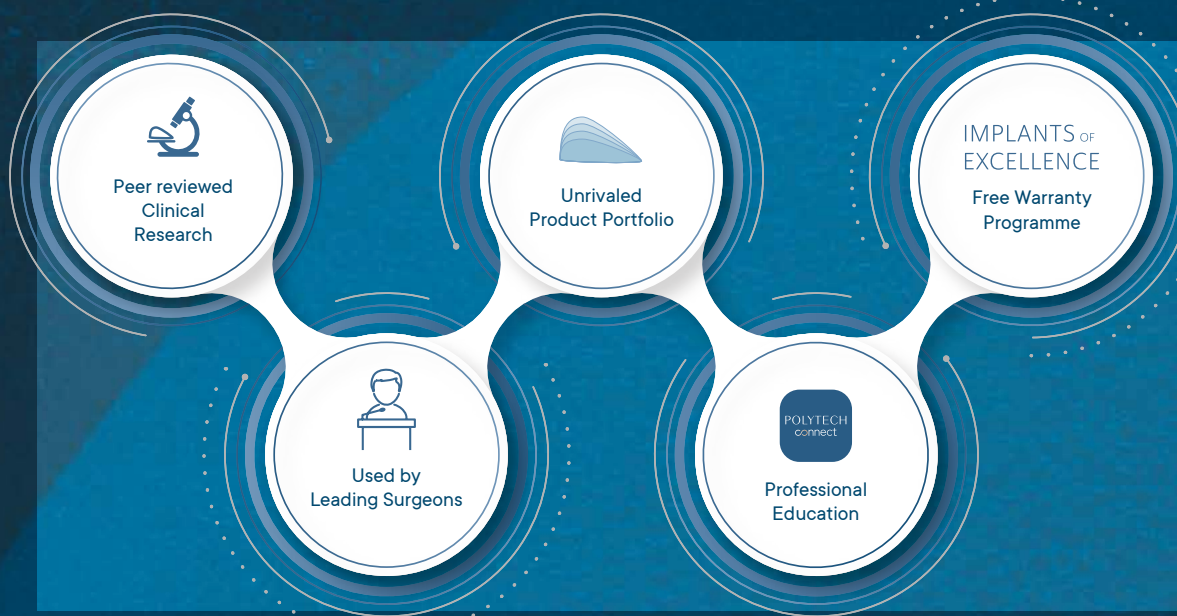 Peer reviewed
Clinical
Research
Used by
Leading Surgeons
Unrivaled
Product Portfolio
POLYTECH
connect
Professional
Education
IMPLANTS OF
EXCELLENCE
Free Warranty
Programme